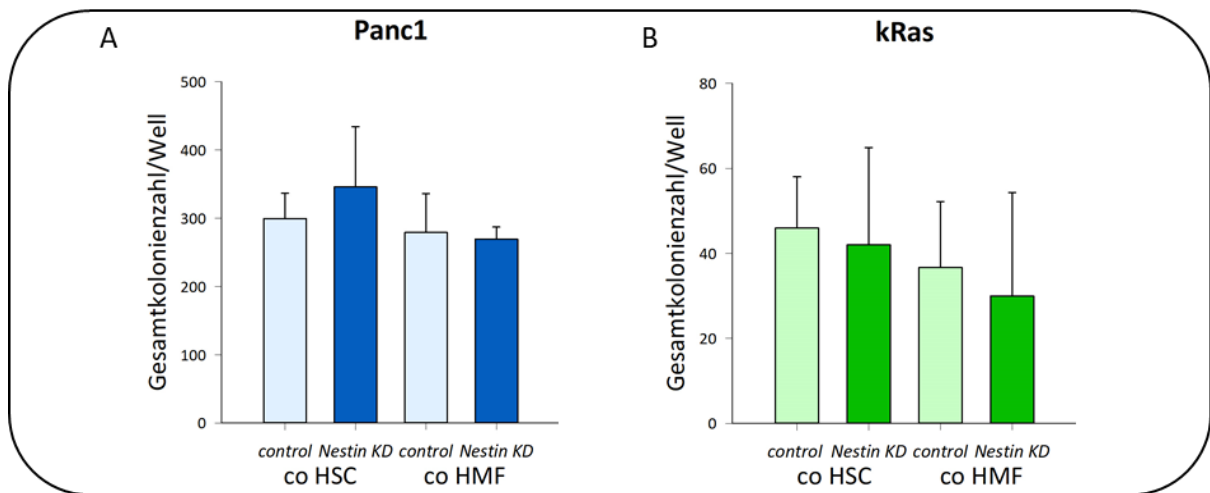 A
Panc1
Gesamtkolonienzahl/Well
500
400
300
200
100
0
control Nestin KD control Nestin KD
co HSC co HMF
B
kRas
Gesamtkolonienzahl/Well
80
60
40
20
0
control Nestin KD control Nestin KD
co HSC co HMF